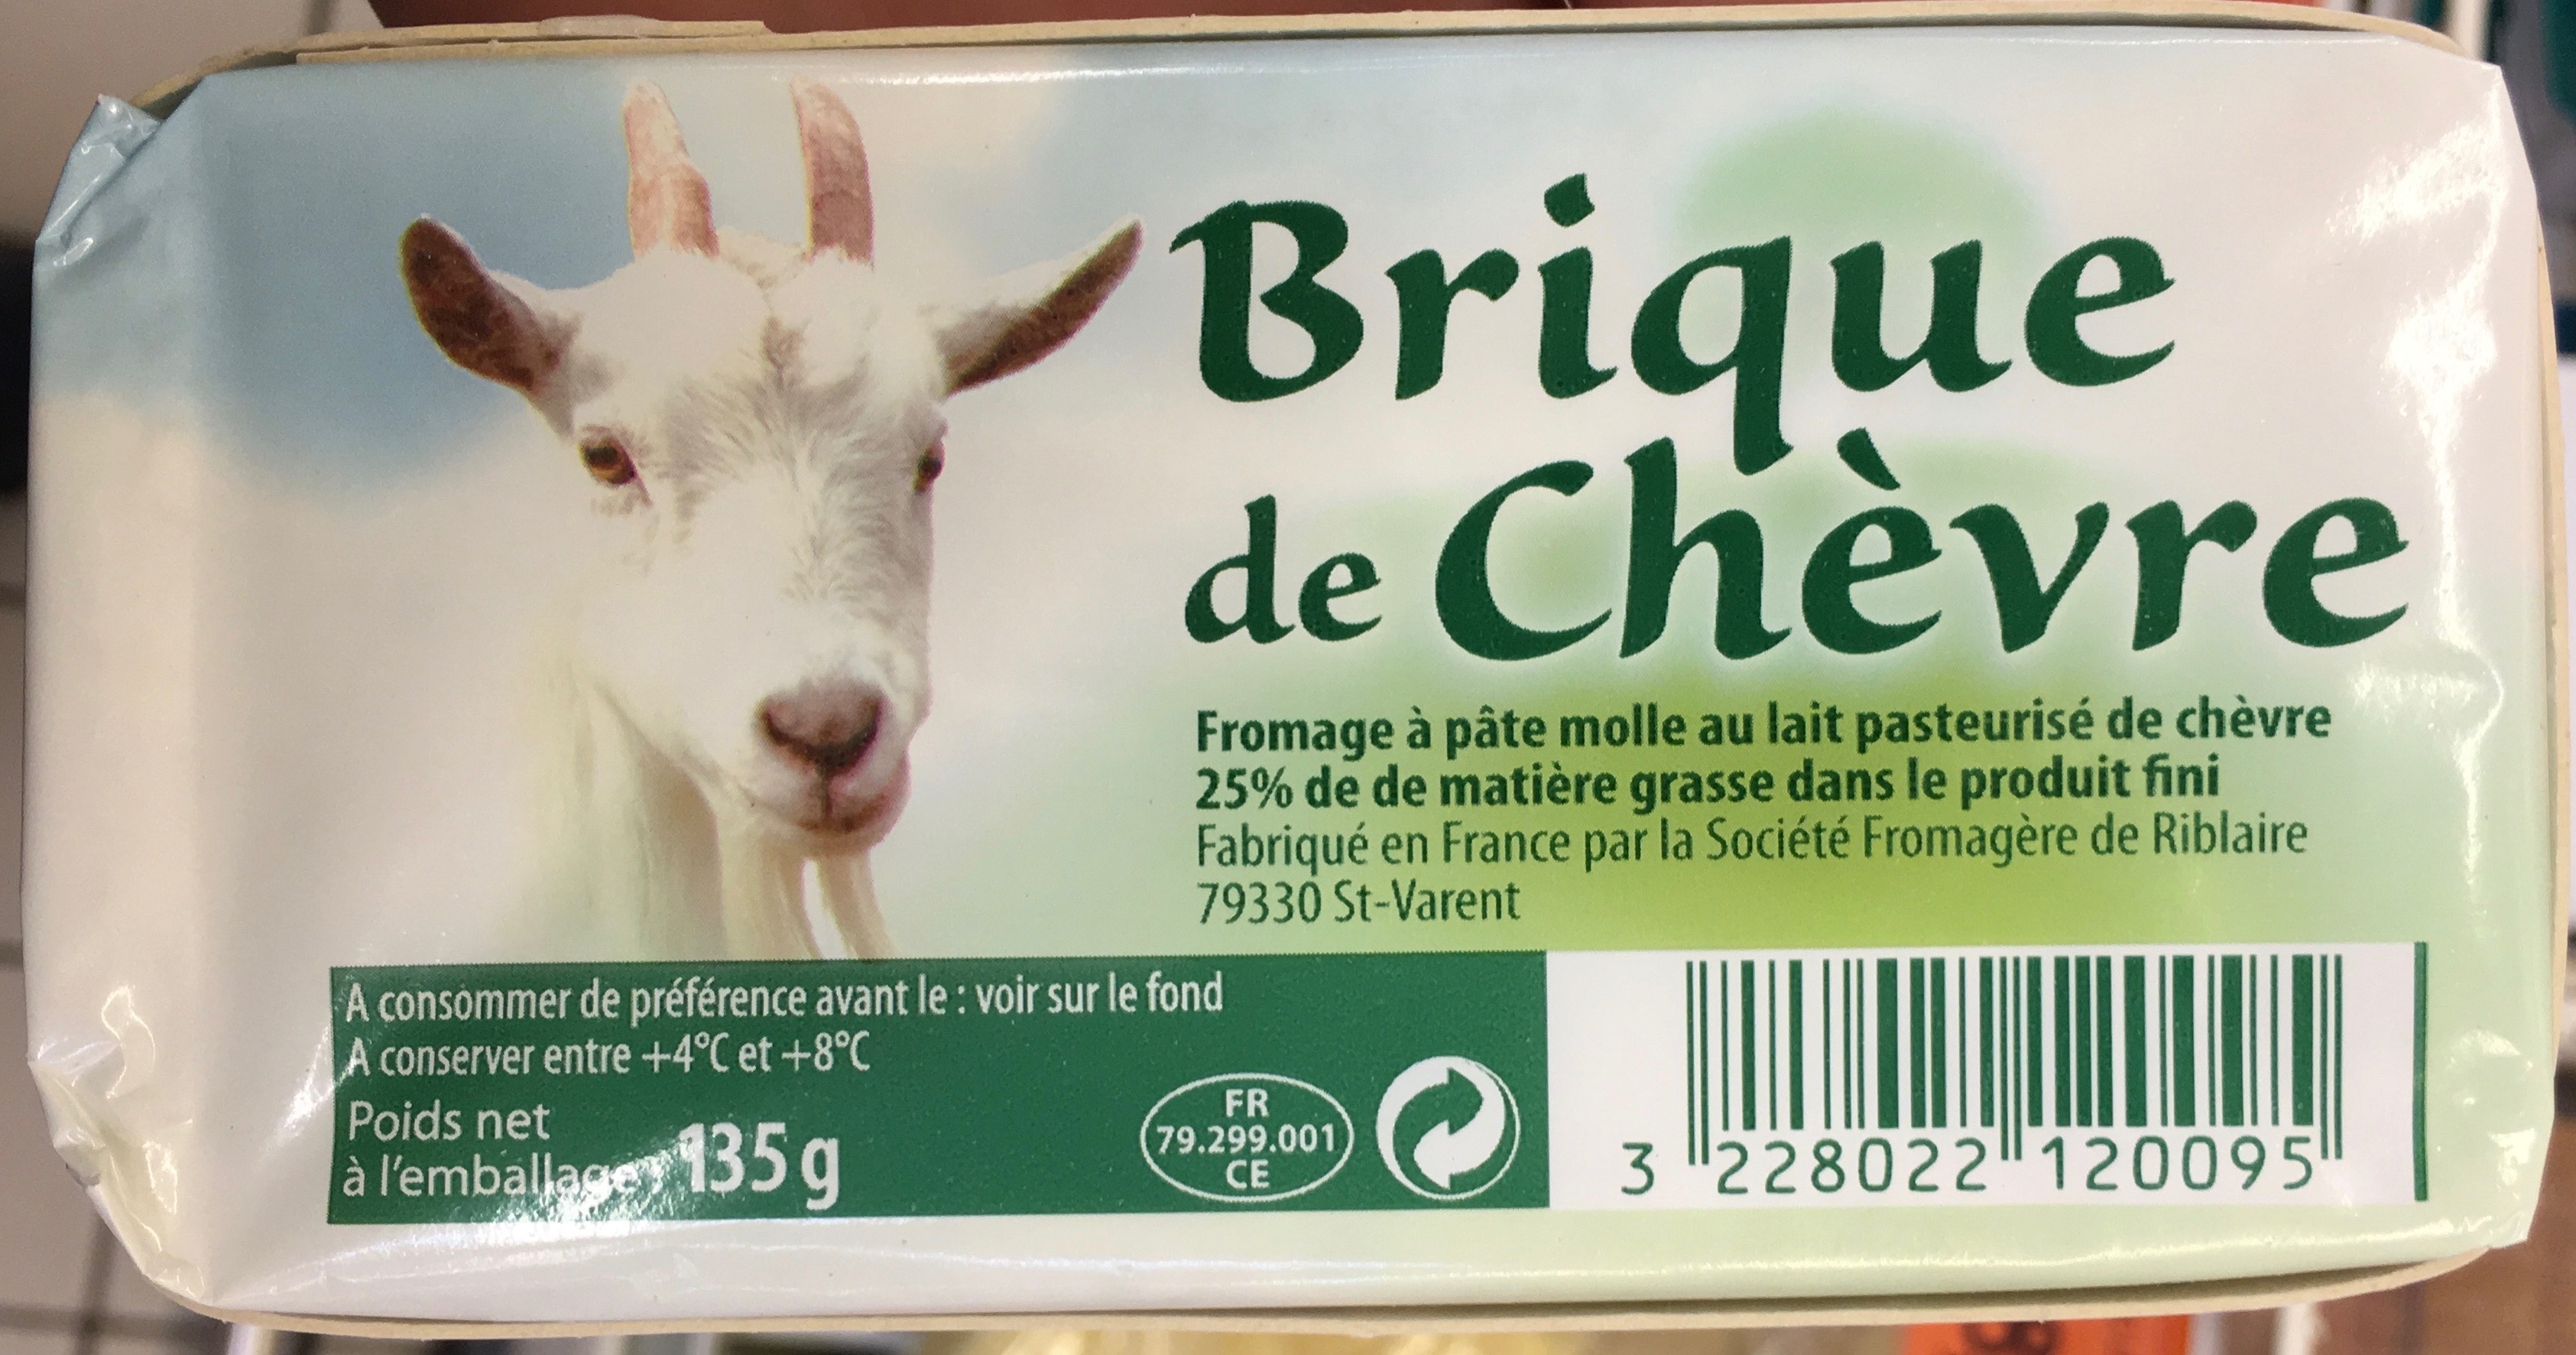 Brique
de Chèvre
Fromage à pâte molle au lait pasteurisé de chèvre
25% de de matière grasse dans le produit fini
Fabriqué en France par la Société Fromagère de Riblaire
79330 St-Varent
A consommer de préférence avant le : voir sur le fond
A conserver entre +4°C et +8°C
Poids net
à l'emballage 135 g
FR
79.299.001
CE
3 228022 120095